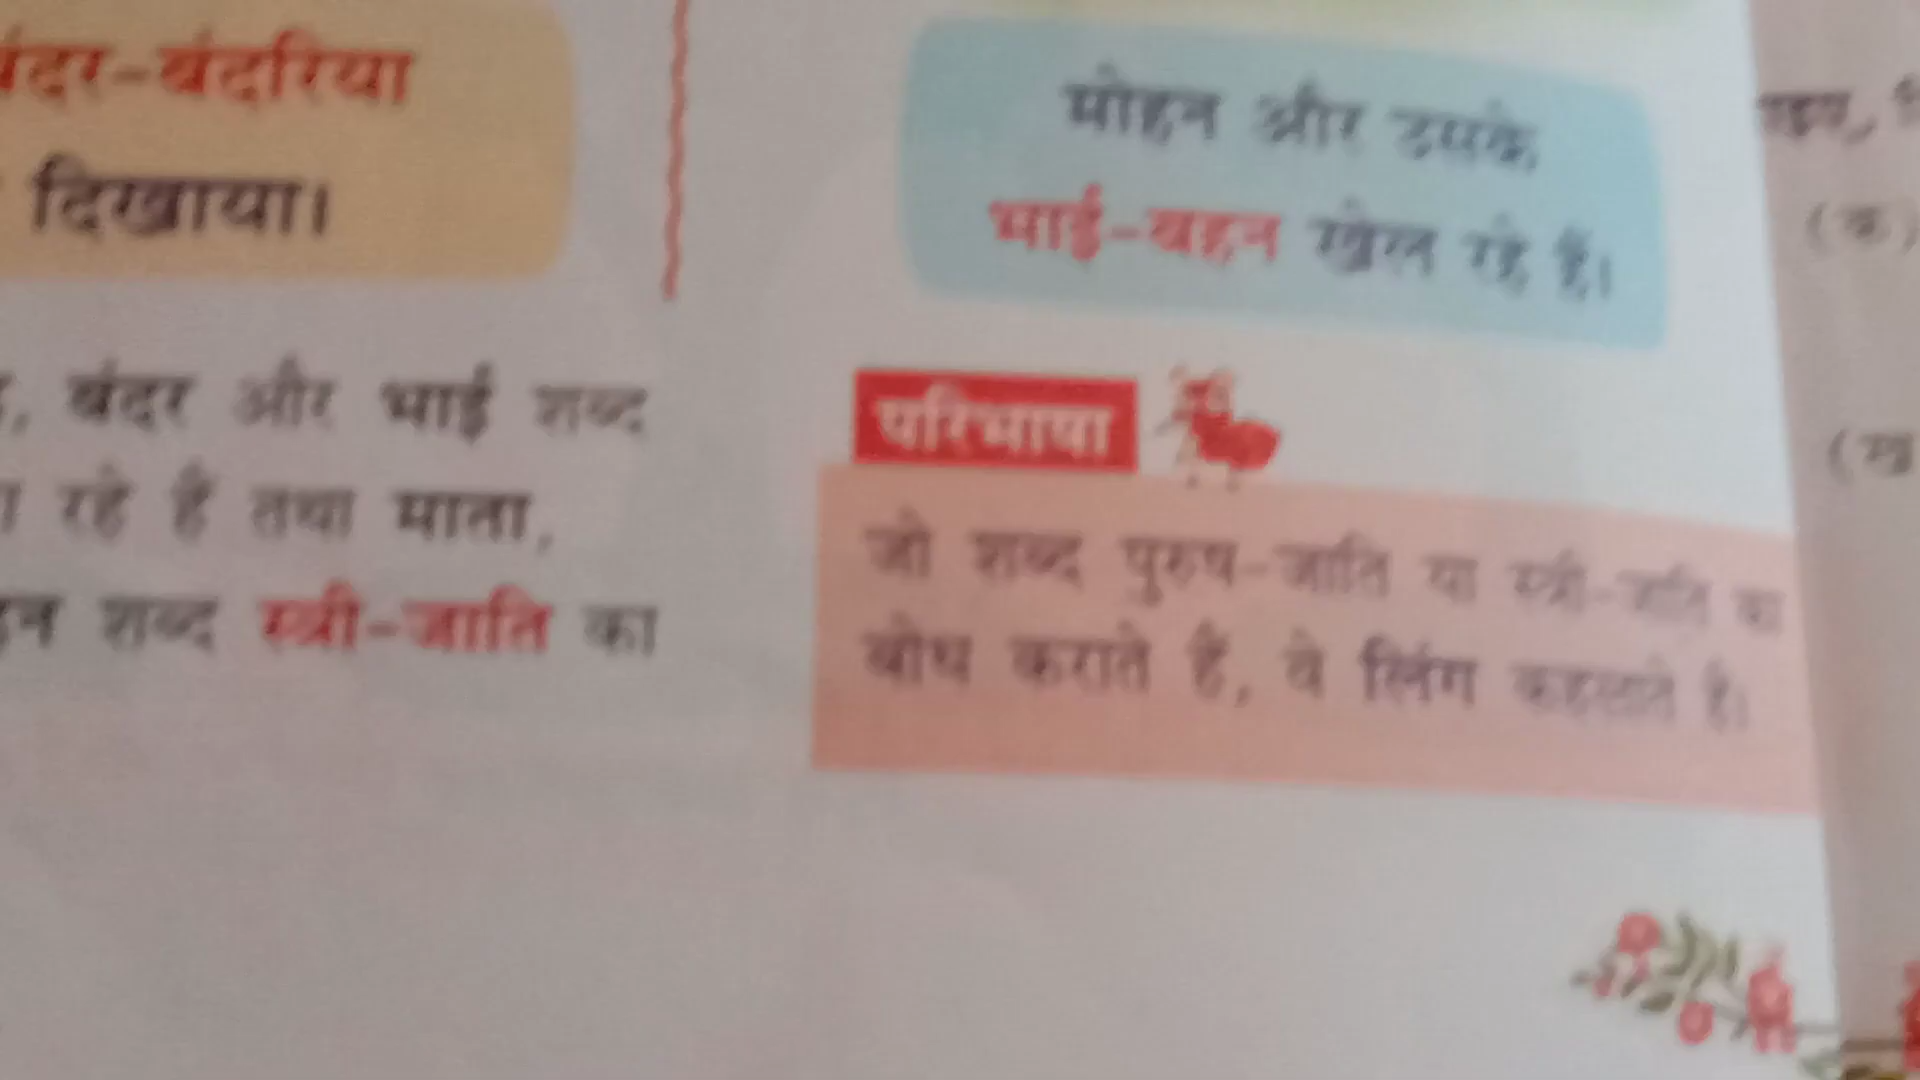 बंदर-बंदरिया
दिखाया।
, बंदर और भाई शब्द
रहे हैं तथा माता,
शब्द स्त्री-जाति का
मोहन और उसके
भाई-बहन खेल रहे हैं।
परिभाषा
जो शब्द पुरुष-जाति या स्त्री-जाति का
बोध कराते हैं, वे लिंग कहलाते हैं।
(क)
(ख